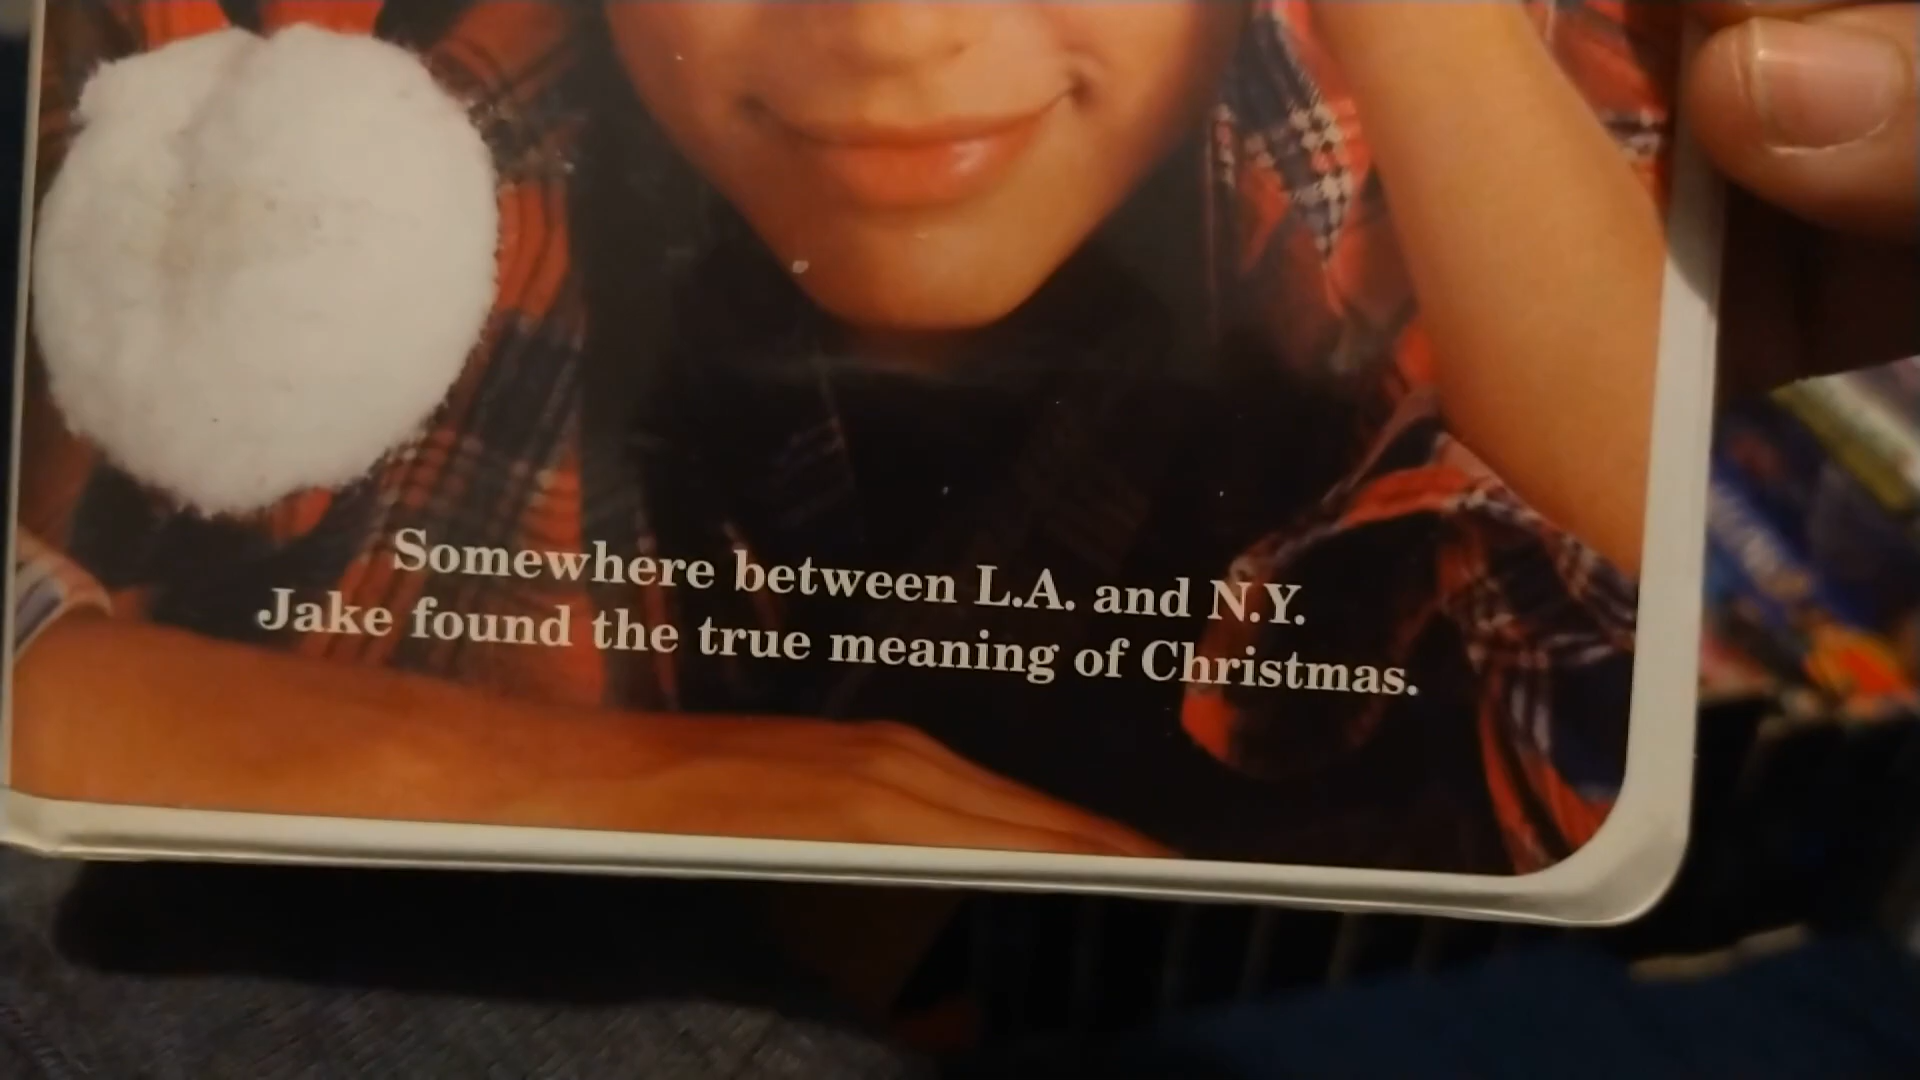 Somewhere between L.A. and N.Y.
Jake found the true meaning of Christmas.